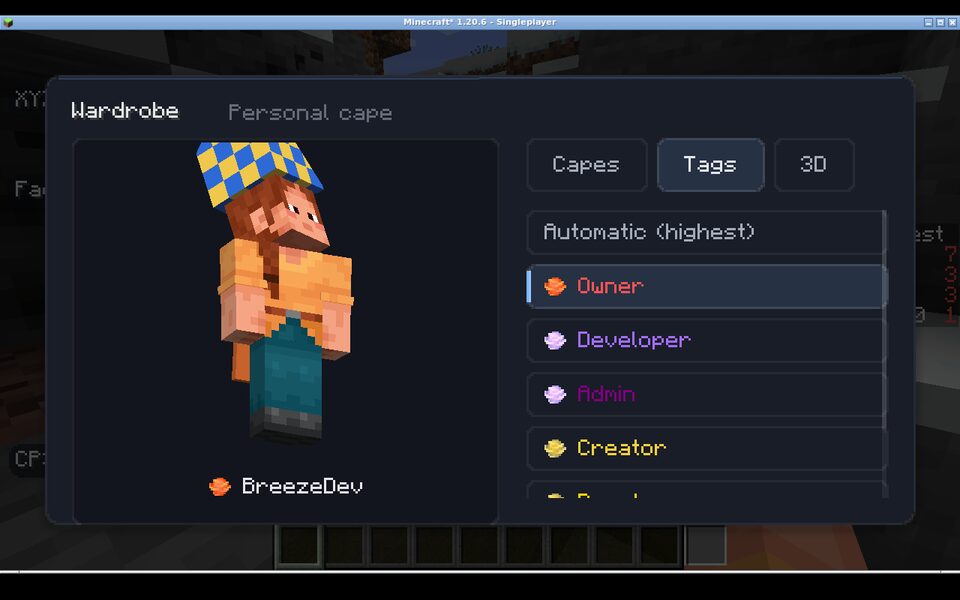 Minecraft* 1.20.6 - Singleplayer
Wardrobe
Personal cape
Capes
Tags
3D
Automatic (highest)
Owner
Developer
Admin
Creator
BreezeDev